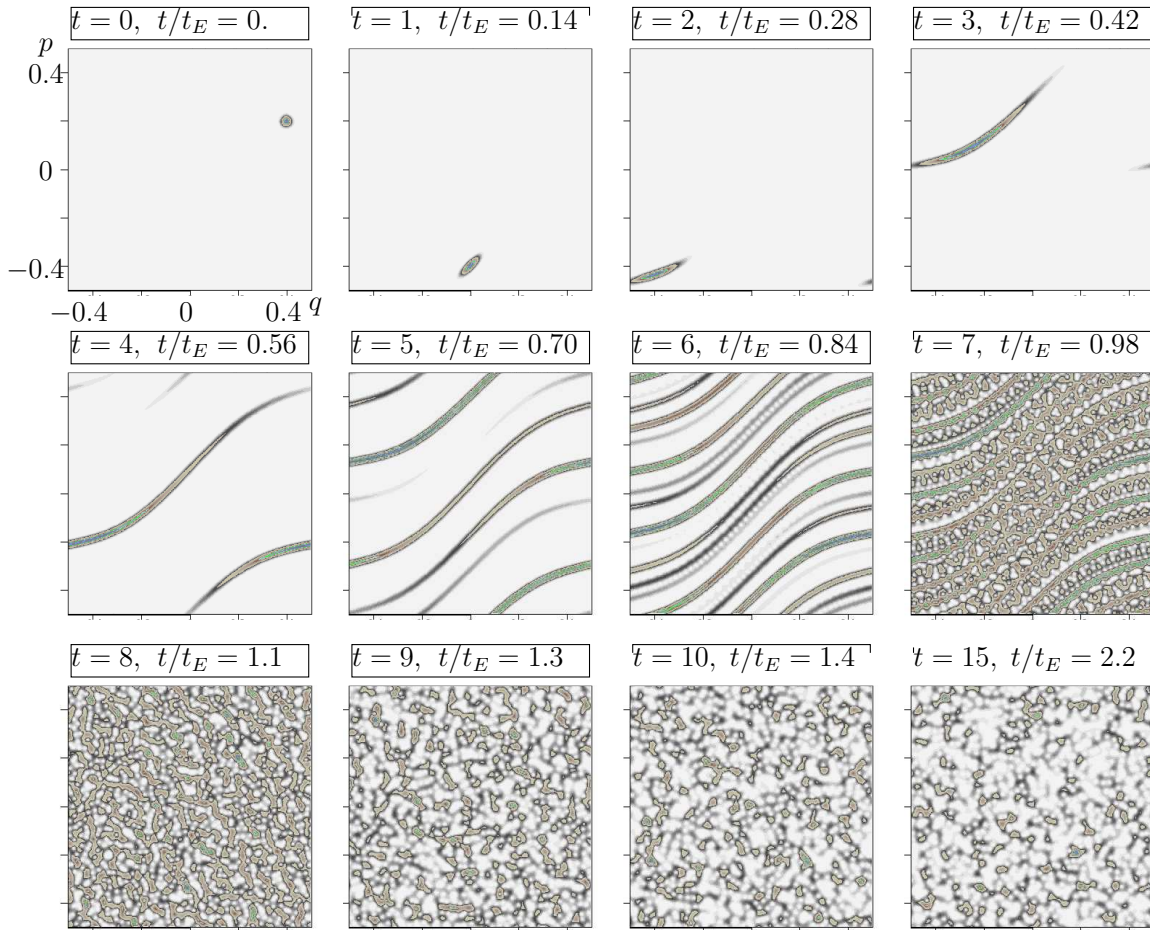 t = 0, t/t_E = 0.
t = 1, t/t_E = 0.14
t = 2, t/t_E = 0.28
t = 3, t/t_E = 0.42
p
0.4
0
−0.4
−0.4 0 0.4 q
t = 4, t/t_E = 0.56
t = 5, t/t_E = 0.70
t = 6, t/t_E = 0.84
t = 7, t/t_E = 0.98
t = 8, t/t_E = 1.1
t = 9, t/t_E = 1.3
t = 10, t/t_E = 1.4
t = 15, t/t_E = 2.2